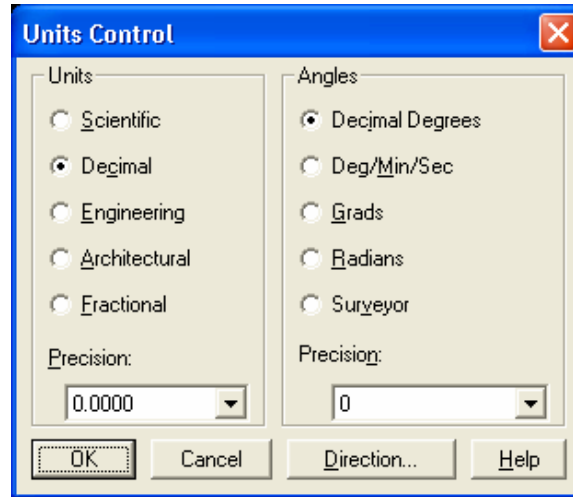 Units Control
Units
Scientific
Decimal
Engineering
Architectural
Fractional
Precision:
0.0000
Angles
Decimal Degrees
Deg/Min/Sec
Grads
Radians
Surveyor
Precision:
0
OK
Cancel
Direction...
Help